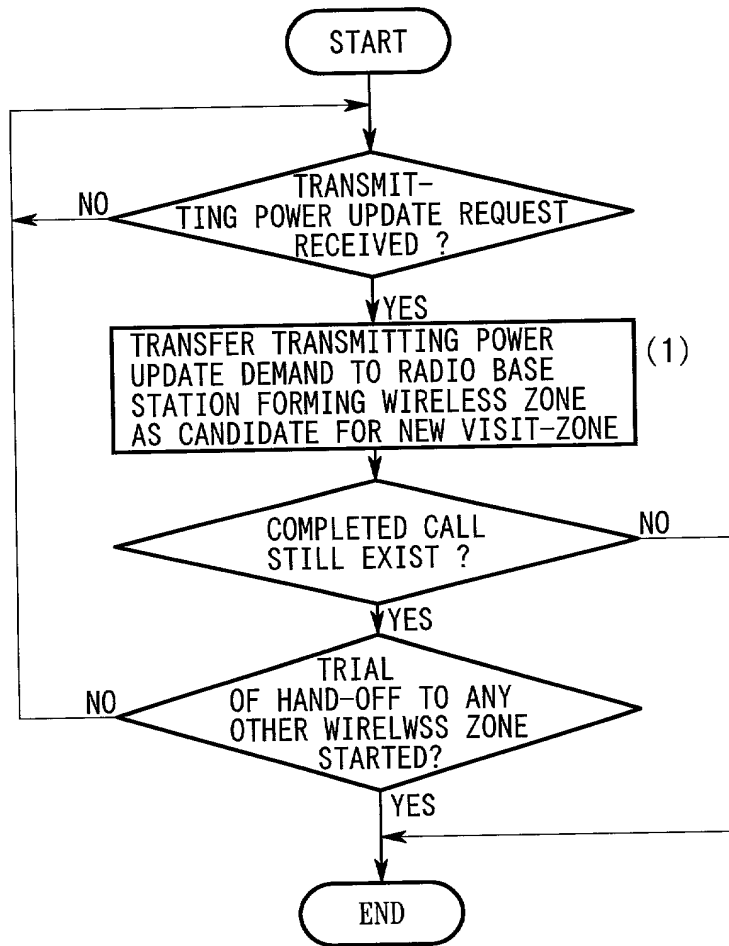 START
TRANSMIT-
TING POWER UPDATE REQUEST
RECEIVED ?
NO
YES
TRANSFER TRANSMITTING POWER
UPDATE DEMAND TO RADIO BASE
STATION FORMING WIRELESS ZONE
AS CANDIDATE FOR NEW VISIT-ZONE
(1)
COMPLETED CALL
STILL EXIST ?
NO
YES
TRIAL
OF HAND-OFF TO ANY
OTHER WIRELWSS ZONE
STARTED?
NO
YES
END